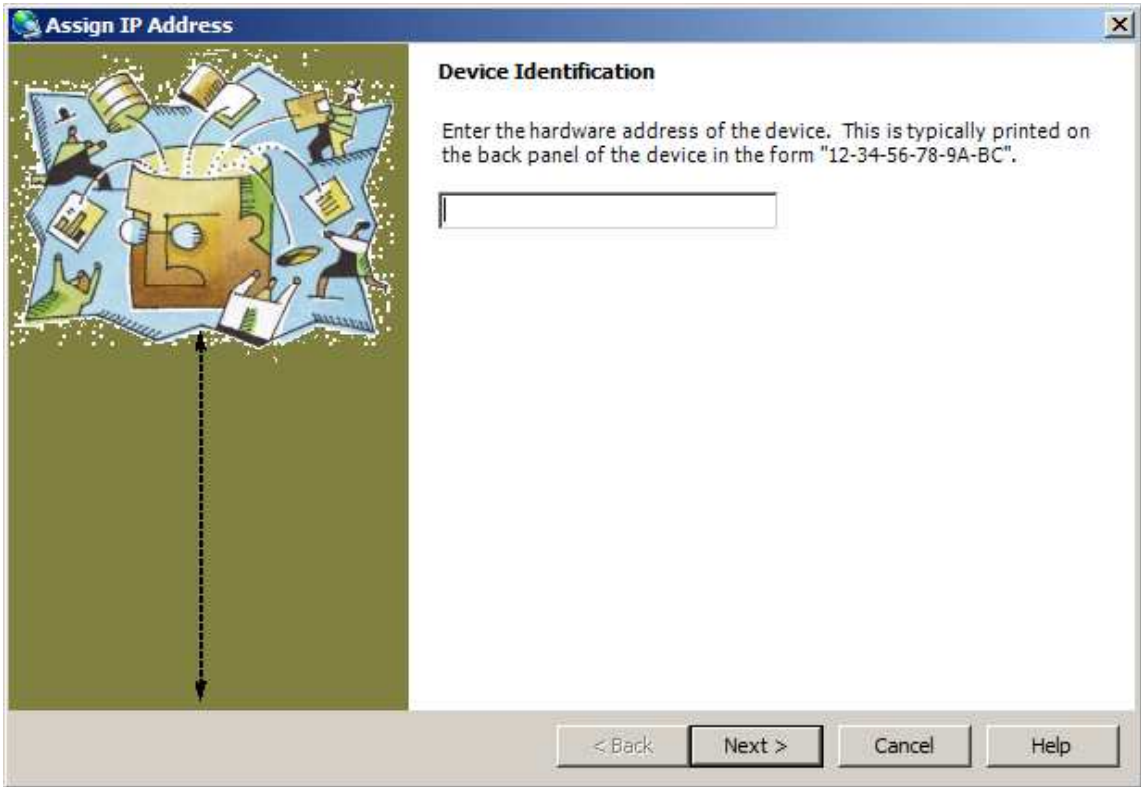 Assign IP Address
Device Identification
Enter the hardware address of the device.  This is typically printed on
the back panel of the device in the form "12-34-56-78-9A-BC".
< Back
Next >
Cancel
Help